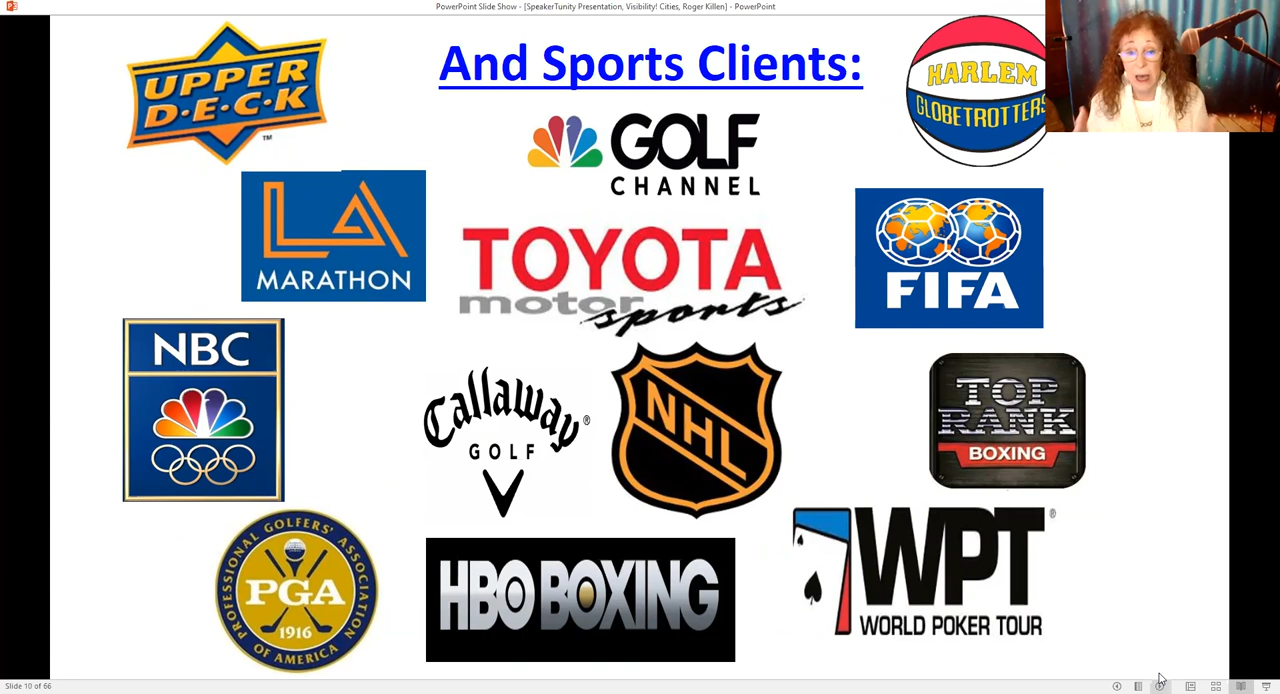 PowerPoint Slide Show - [SpeakerTunity Presentation, Visibility! Cities, Roger Killen] - PowerPoint
And Sports Clients:
UPPER
D·E·C·K
TM
GOLF
CHANNEL
HARLEM
GLOBETROTTERS
LA
MARATHON
TOYOTA
motor
sports
FIFA
NBC
Callaway
®
GOLF
NHL
TOP
RANK
BOXING
PROFESSIONAL GOLFERS' ASSOCIATION
PGA
1916
OF AMERICA
HBO BOXING
WPT
®
WORLD POKER TOUR
Slide 10 of 66